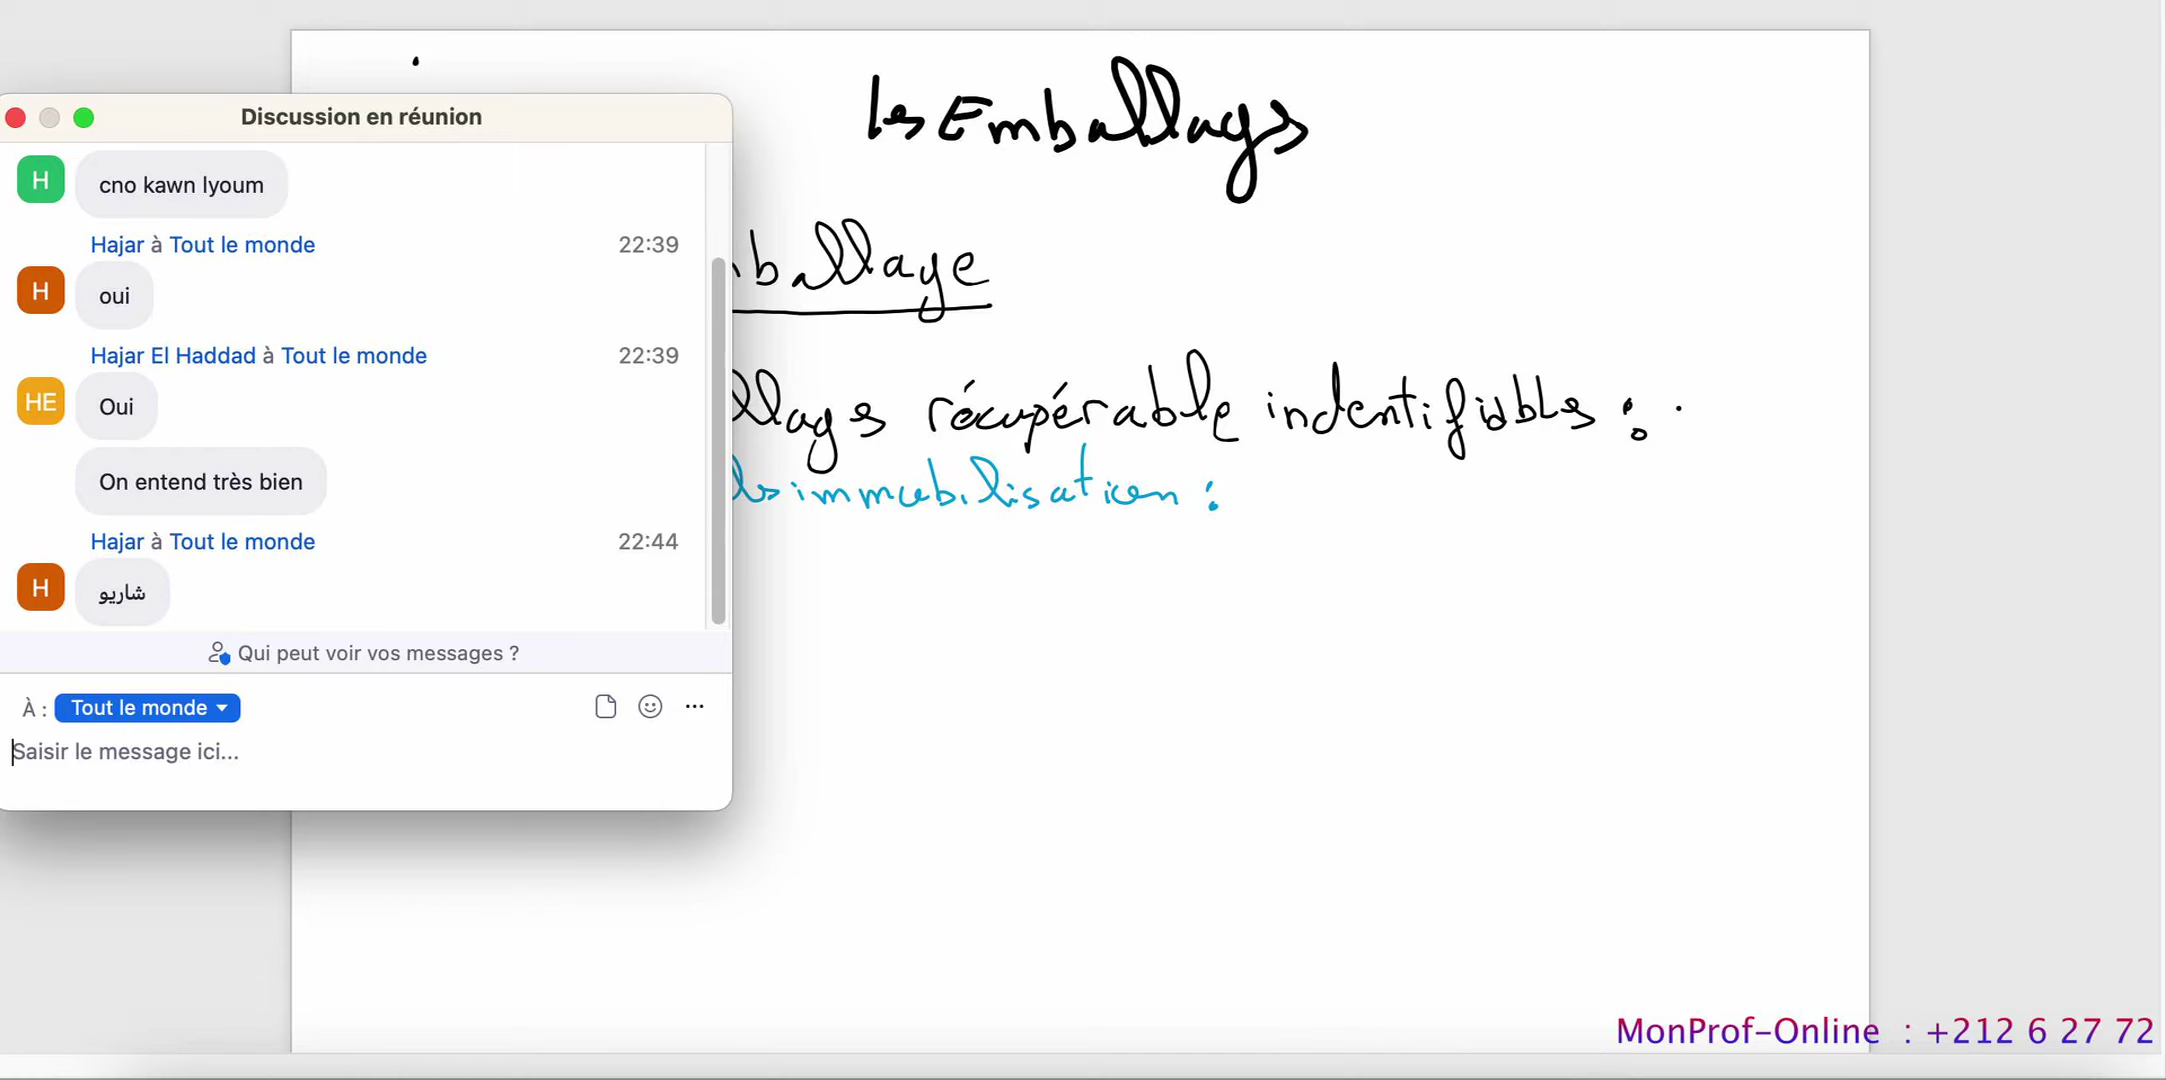 les Emballages
Discussion en réunion
H
cno kawn lyoum
Hajar à Tout le monde 22:39
H
oui
Hajar El Haddad à Tout le monde 22:39
HE
Oui
On entend très bien
Hajar à Tout le monde 22:44
H
شاريو
Qui peut voir vos messages ?
À : Tout le monde
Saisir le message ici...
mballage
llages récupérable indentifiables :
les immobilisation :
MonProf-Online : +212 6 27 72